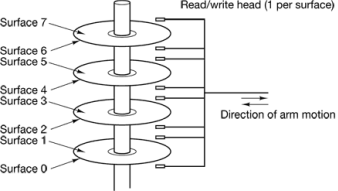 Read/write head (1 per surface)
Surface 7
Surface 6
Surface 5
Surface 4
Surface 3
Direction of arm motion
Surface 2
Surface 1
Surface 0